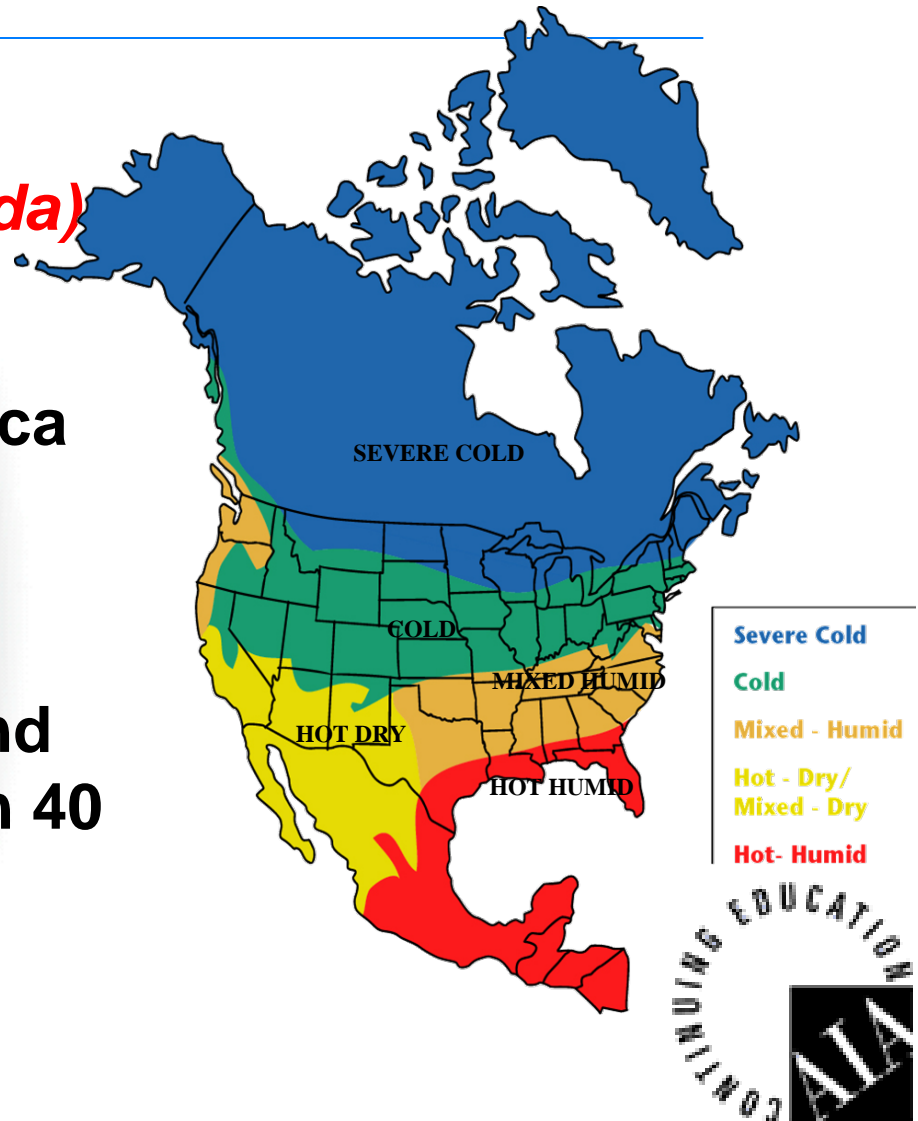 da)
ca
nd
n 40
SEVERE COLD
COLD
MIXED HUMID
HOT DRY
HOT HUMID
Severe Cold
Cold
Mixed - Humid
Hot - Dry/
Mixed - Dry
Hot- Humid
CONTINUING EDUCATION
AIA